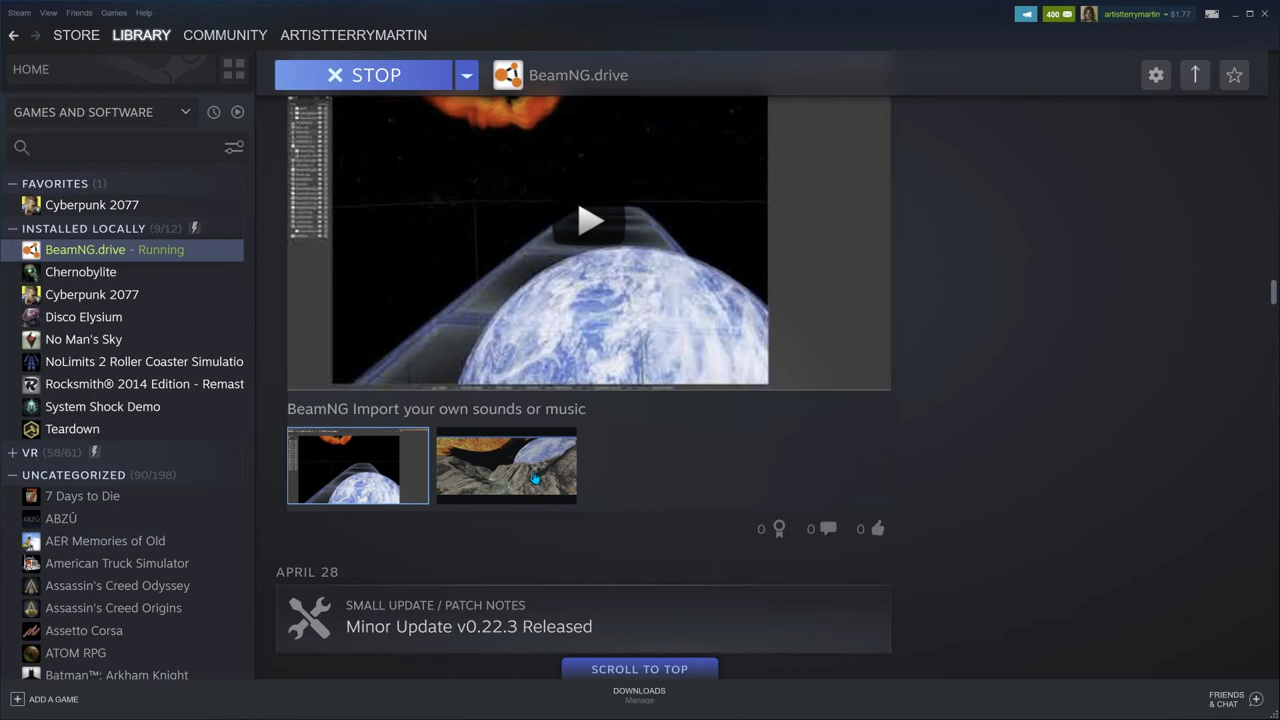 Steam View Friends Games Help
400 artistterrymartin $1.77
STORE LIBRARY COMMUNITY ARTISTTERRYMARTIN
HOME
STOP BeamNG.drive
GAMES AND SOFTWARE
FAVORITES (1)
Cyberpunk 2077
INSTALLED LOCALLY (9/12)
BeamNG.drive - Running
Chernobylite
Cyberpunk 2077
Disco Elysium
No Man's Sky
NoLimits 2 Roller Coaster Simulatio
Rocksmith® 2014 Edition - Remast
System Shock Demo
Teardown
VR (58/61)
UNCATEGORIZED (90/198)
7 Days to Die
ABZÛ
AER Memories of Old
American Truck Simulator
Assassin's Creed Odyssey
Assassin's Creed Origins
Assetto Corsa
ATOM RPG
Batman™: Arkham Knight
BeamNG Import your own sounds or music
0 0 0
APRIL 28
SMALL UPDATE / PATCH NOTES
Minor Update v0.22.3 Released
SCROLL TO TOP
ADD A GAME
DOWNLOADS
Manage
FRIENDS
& CHAT